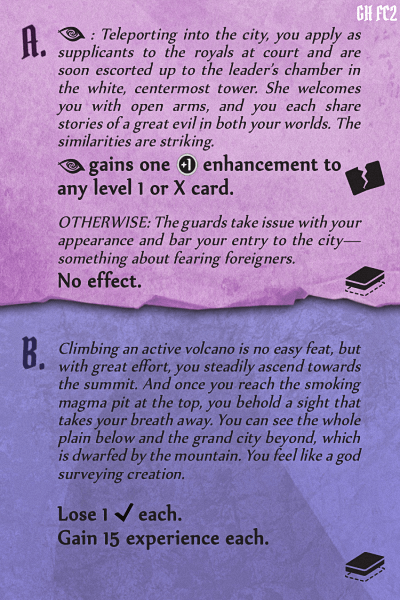 GH FC2
A.
: Teleporting into the city, you apply as
supplicants to the royals at court and are
soon escorted up to the leader's chamber in
the white, centermost tower. She welcomes
you with open arms, and you each share
stories of a great evil in both your worlds. The
similarities are striking.
gains one +1 enhancement to
any level 1 or X card.
OTHERWISE: The guards take issue with your
appearance and bar your entry to the city—
something about fearing foreigners.
No effect.
B.
Climbing an active volcano is no easy feat, but
with great effort, you steadily ascend towards
the summit. And once you reach the smoking
magma pit at the top, you behold a sight that
takes your breath away. You can see the whole
plain below and the grand city beyond, which
is dwarfed by the mountain. You feel like a god
surveying creation.
Lose 1 ✔ each.
Gain 15 experience each.